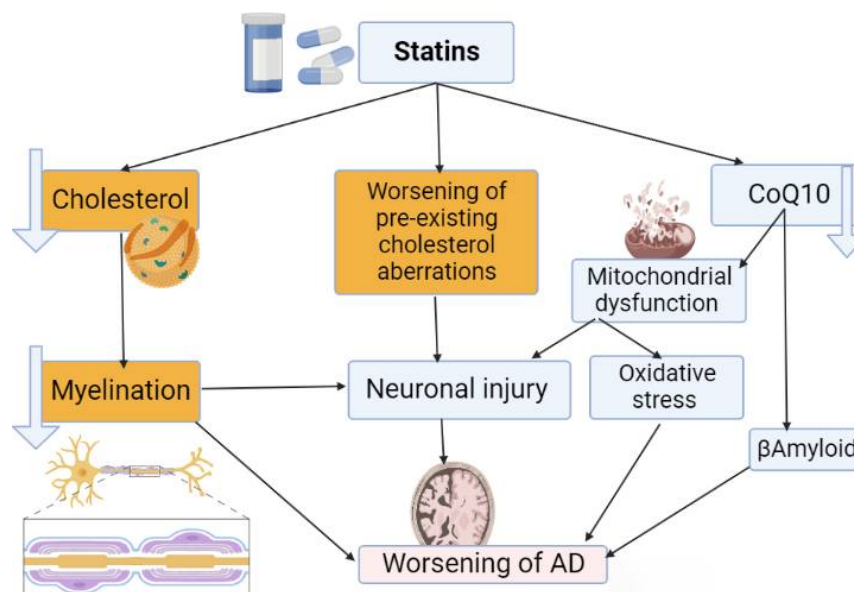 Statins
Cholesterol
Worsening of
pre-existing
cholesterol
aberrations
CoQ10
Mitochondrial
dysfunction
Myelination
Neuronal injury
Oxidative
stress
βAmyloid
Worsening of AD